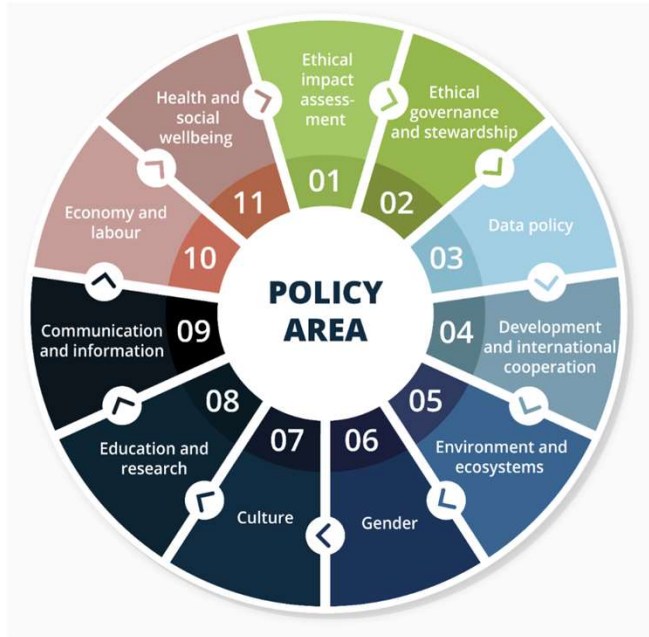 Ethical
impact
assess-
ment
01
Ethical
governance
and stewardship
02
Data policy
03
Development
and international
cooperation
04
Environment and
ecosystems
05
Gender
06
Culture
07
Education and
research
08
Communication
and information
09
Economy and
labour
10
Health and
social
wellbeing
11
POLICY
AREA